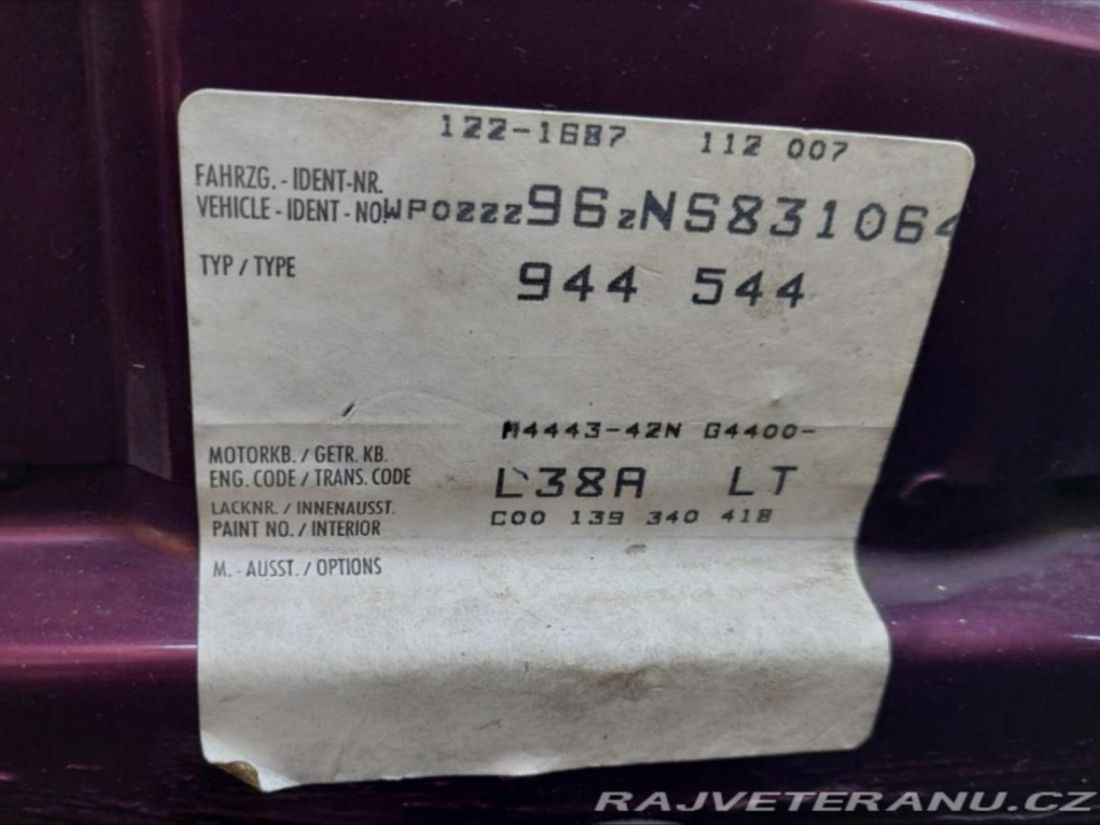 122-1687 112 007
FAHRZG. - IDENT-NR.
VEHICLE - IDENT - NO. WP0ZZZ96ZNS831064
TYP / TYPE 944 544
M4443-42N G4400-
MOTORKB. / GETR. KB.
ENG. CODE / TRANS. CODE L38A LT
LACKNR. / INNENAUSST.
PAINT NO. / INTERIOR C00 139 340 418
M. - AUSST. / OPTIONS
RAJVETERANU.CZ